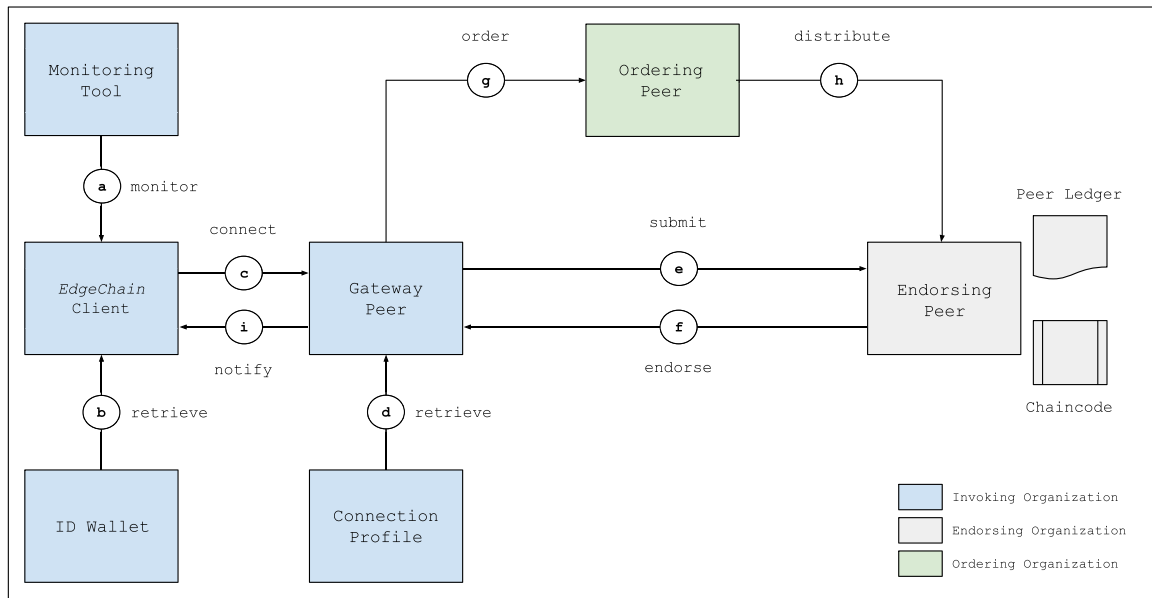 Monitoring
Tool
order
g
Ordering
Peer
distribute
h
a
monitor
Peer Ledger
connect
c
submit
e
EdgeChain
Client
Gateway
Peer
Endorsing
Peer
i
notify
f
endorse
b
retrieve
d
retrieve
Chaincode
ID Wallet
Connection
Profile
Invoking Organization
Endorsing Organization
Ordering Organization